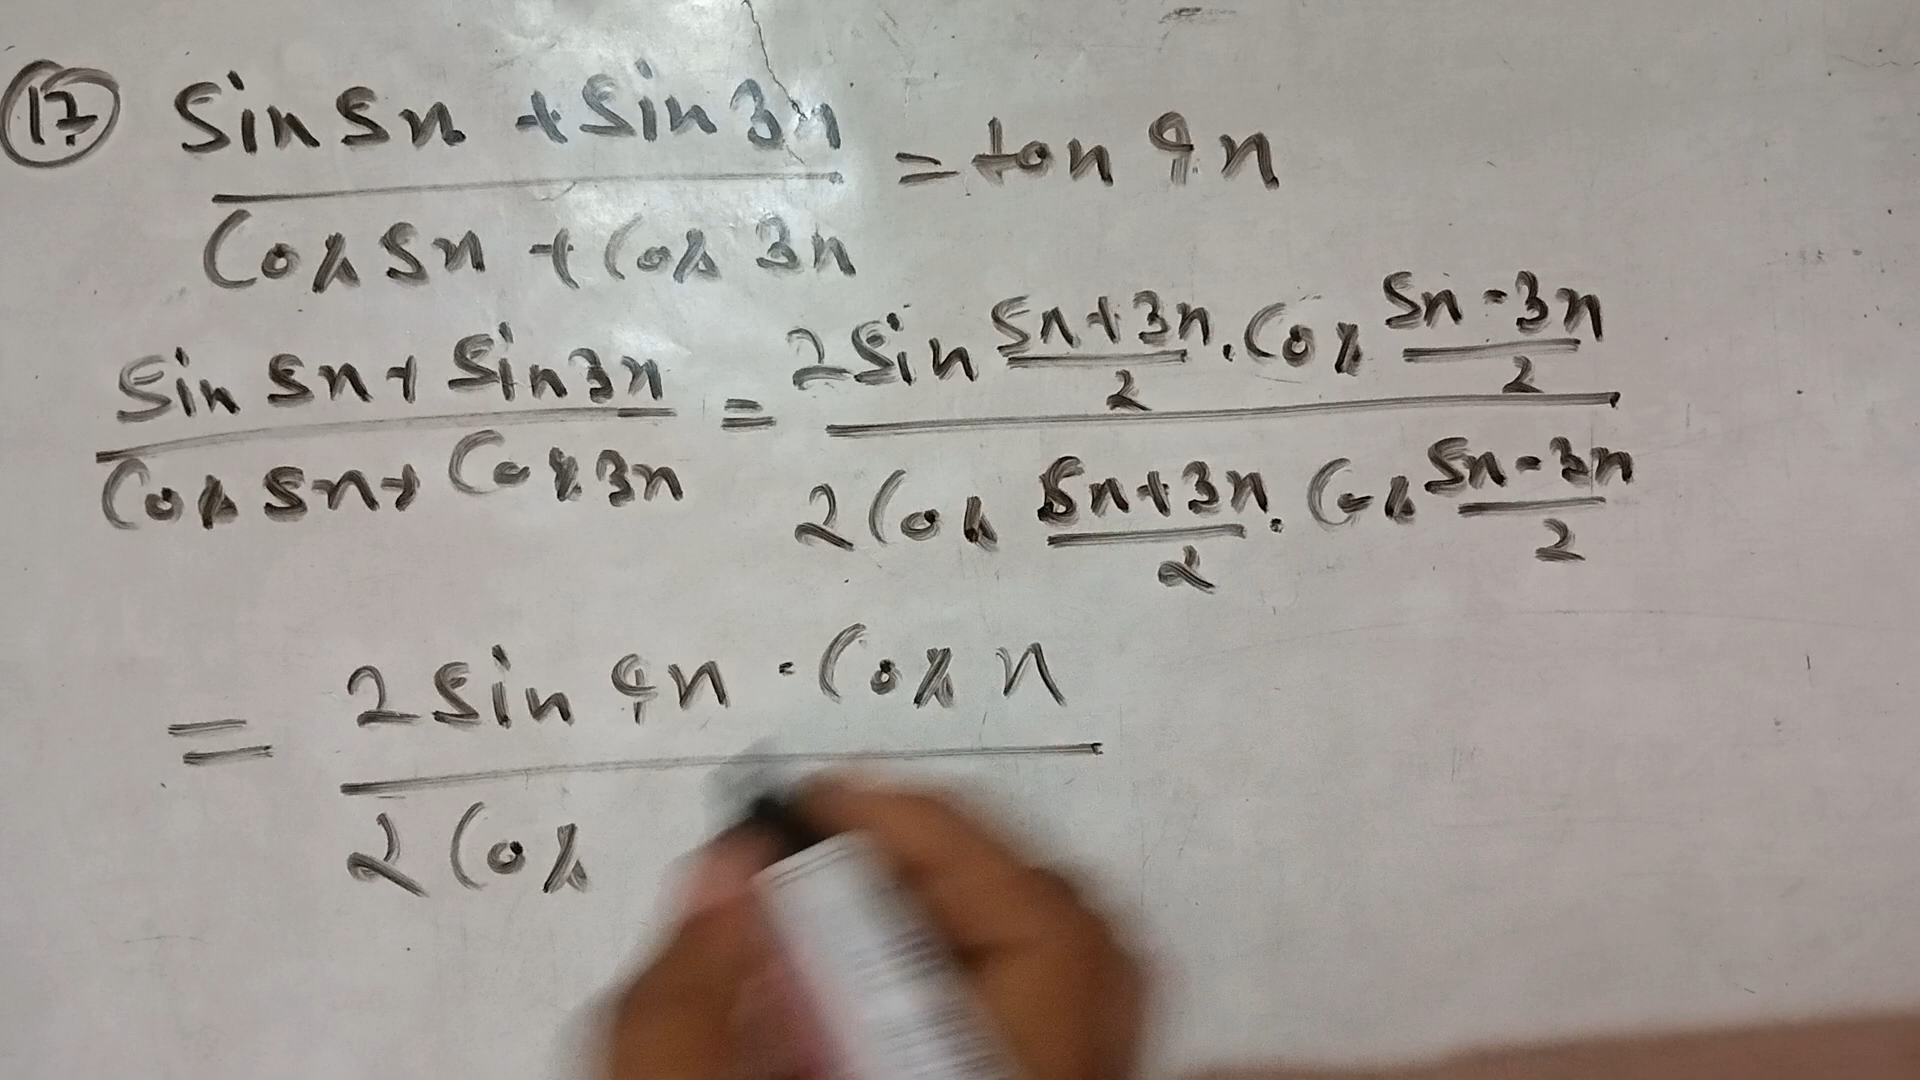 17 sin 5x + sin 3x / cos 5x + cos 3x = tan 4x
sin 5x + sin 3x / cos 5x + cos 3x = 2 sin 5x+3x/2 . cos 5x-3x/2 / 2 cos 5x+3x/2 . cos 5x-3x/2
= 2 sin 4x . cos x / 2 cos